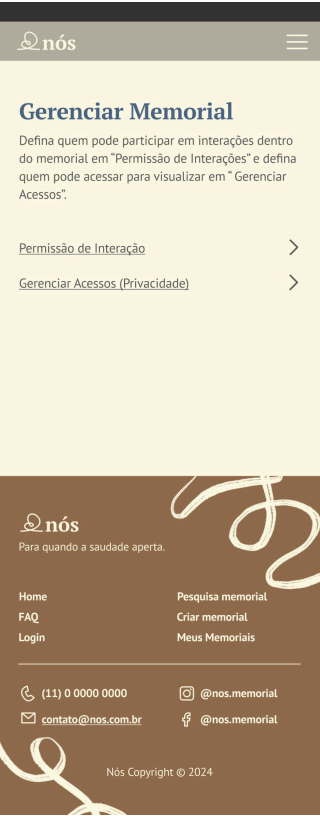 nós
Gerenciar Memorial
Defina quem pode participar em interações dentro
do memorial em “Permissão de Interações” e defina
quem pode acessar para visualizar em “ Gerenciar
Acessos”.
Permissão de Interação
Gerenciar Acessos (Privacidade)
nós
Para quando a saudade aperta.
Home
Pesquisa memorial
FAQ
Criar memorial
Login
Meus Memoriais
(11) 0 0000 0000
@nos.memorial
contato@nos.com.br
@nos.memorial
Nós Copyright © 2024